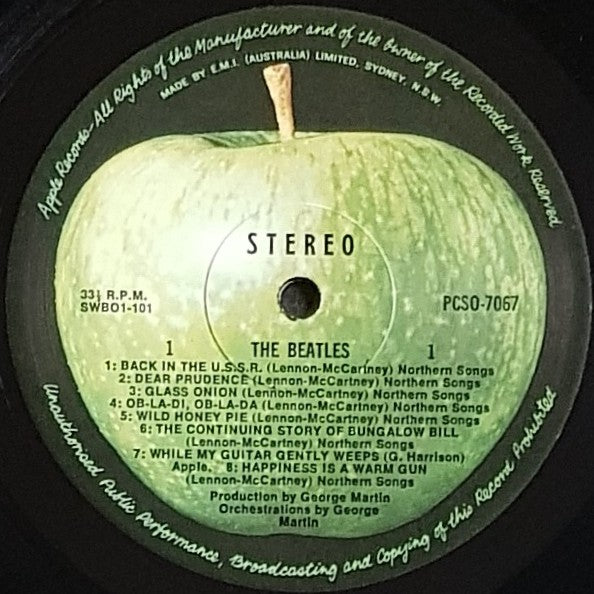 Apple Records—All Rights of the Manufacturer and of the Owner of the Recorded Work Reserved
MADE BY E.M.I. (AUSTRALIA) LIMITED, SYDNEY, N.S.W.
STEREO
33⅓ R.P.M.
SWBO1-101
PCSO-7067
1 THE BEATLES 1
1: BACK IN THE U.S.S.R. (Lennon-McCartney) Northern Songs
2: DEAR PRUDENCE (Lennon-McCartney) Northern Songs
3: GLASS ONION (Lennon-McCartney) Northern Songs
4: OB-LA-DI, OB-LA-DA (Lennon-McCartney) Northern Songs
5: WILD HONEY PIE (Lennon-McCartney) Northern Songs
6: THE CONTINUING STORY OF BUNGALOW BILL
(Lennon-McCartney) Northern Songs
7: WHILE MY GUITAR GENTLY WEEPS (G. Harrison)
Apple. 8: HAPPINESS IS A WARM GUN
(Lennon-McCartney) Northern Songs
Production by George Martin
Orchestrations by George
Martin
Unauthorised Public Performance, Broadcasting and Copying of this Record Prohibited